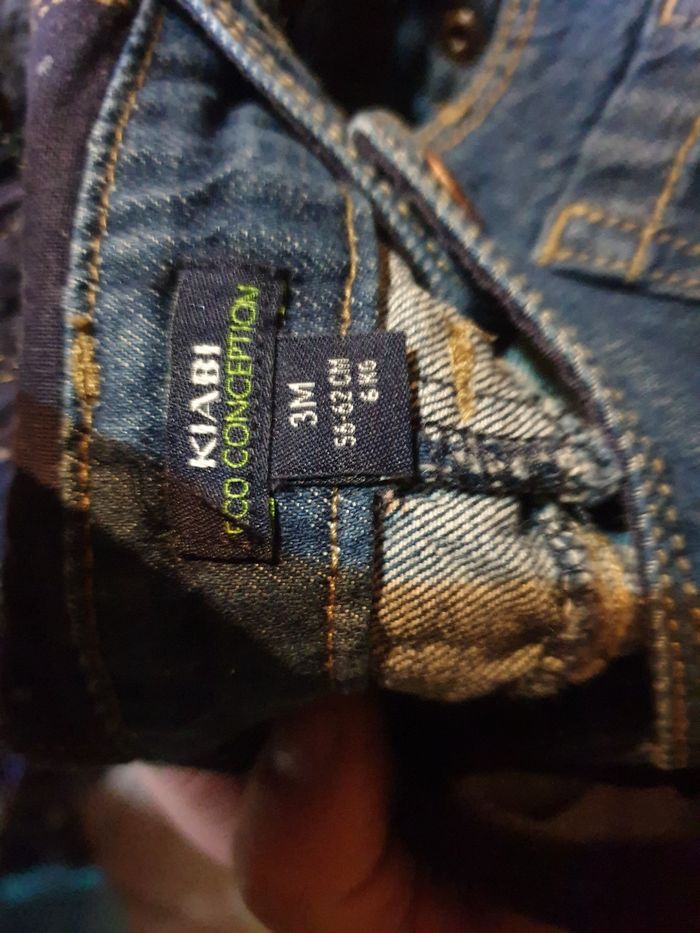 KIABI
ECO CONCEPTION
3M
56-62 CM
6 KG